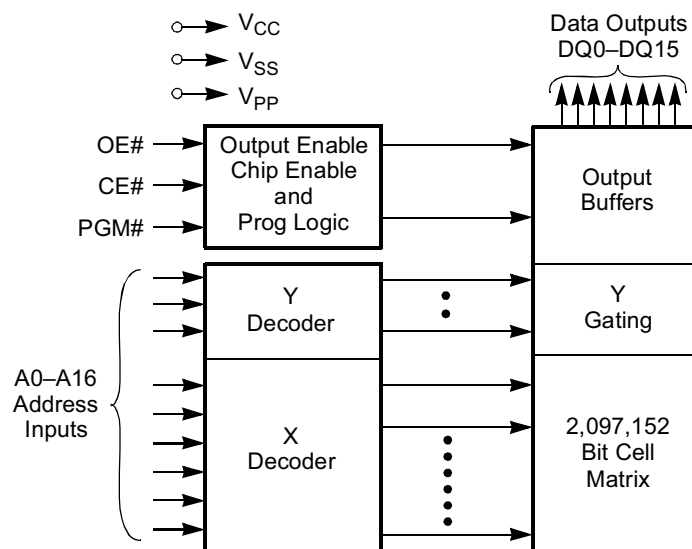 VCC
VSS
VPP
Data Outputs
DQ0–DQ15
OE#
CE#
PGM#
Output Enable
Chip Enable
and
Prog Logic
Output
Buffers
A0–A16
Address
Inputs
Y
Decoder
Y
Gating
X
Decoder
2,097,152
Bit Cell
Matrix